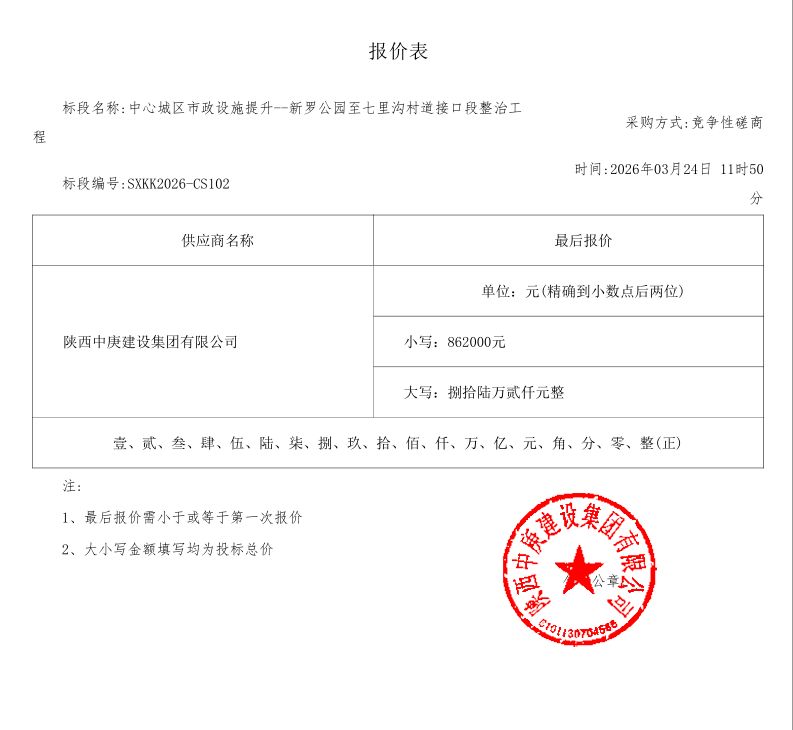 报价表
标段名称:中心城区市政设施提升--新罗公园至七里沟村道接口段整治工
程
采购方式:竞争性磋商
标段编号:SXKK2026-CS102
时间:2026年03月24日 11时50
分
供应商名称
最后报价
单位：元(精确到小数点后两位)
陕西中庚建设集团有限公司
小写：862000元
大写：捌拾陆万贰仟元整
壹、贰、叁、肆、伍、陆、柒、捌、玖、拾、佰、仟、万、亿、元、角、分、零、整(正)
注:
1、最后报价需小于或等于第一次报价
2、大小写金额填写均为投标总价
陕西中庚建设集团有限公司
公章